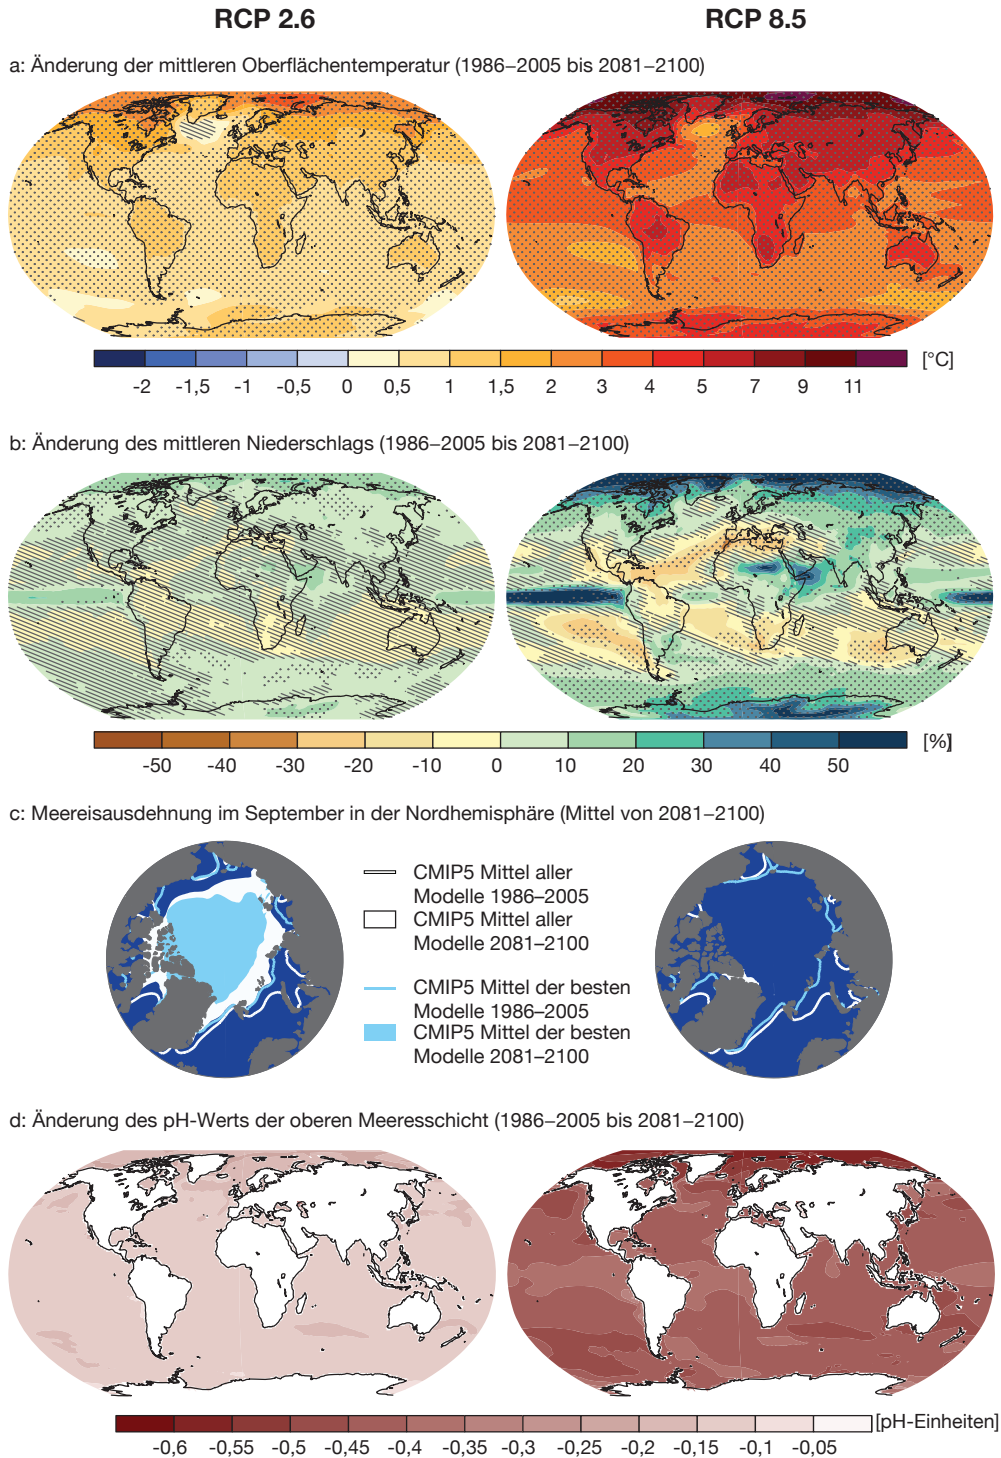 RCP 2.6
RCP 8.5
a: Änderung der mittleren Oberflächentemperatur (1986–2005 bis 2081–2100)
-2 -1,5 -1 -0,5 0 0,5 1 1,5 2 3 4 5 7 9 11 [°C]
b: Änderung des mittleren Niederschlags (1986–2005 bis 2081–2100)
-50 -40 -30 -20 -10 0 10 20 30 40 50 [%]
c: Meereisausdehnung im September in der Nordhemisphäre (Mittel von 2081–2100)
CMIP5 Mittel aller
Modelle 1986–2005
CMIP5 Mittel aller
Modelle 2081–2100
CMIP5 Mittel der besten
Modelle 1986–2005
CMIP5 Mittel der besten
Modelle 2081–2100
d: Änderung des pH-Werts der oberen Meeresschicht (1986–2005 bis 2081–2100)
[pH-Einheiten]
-0,6 -0,55 -0,5 -0,45 -0,4 -0,35 -0,3 -0,25 -0,2 -0,15 -0,1 -0,05